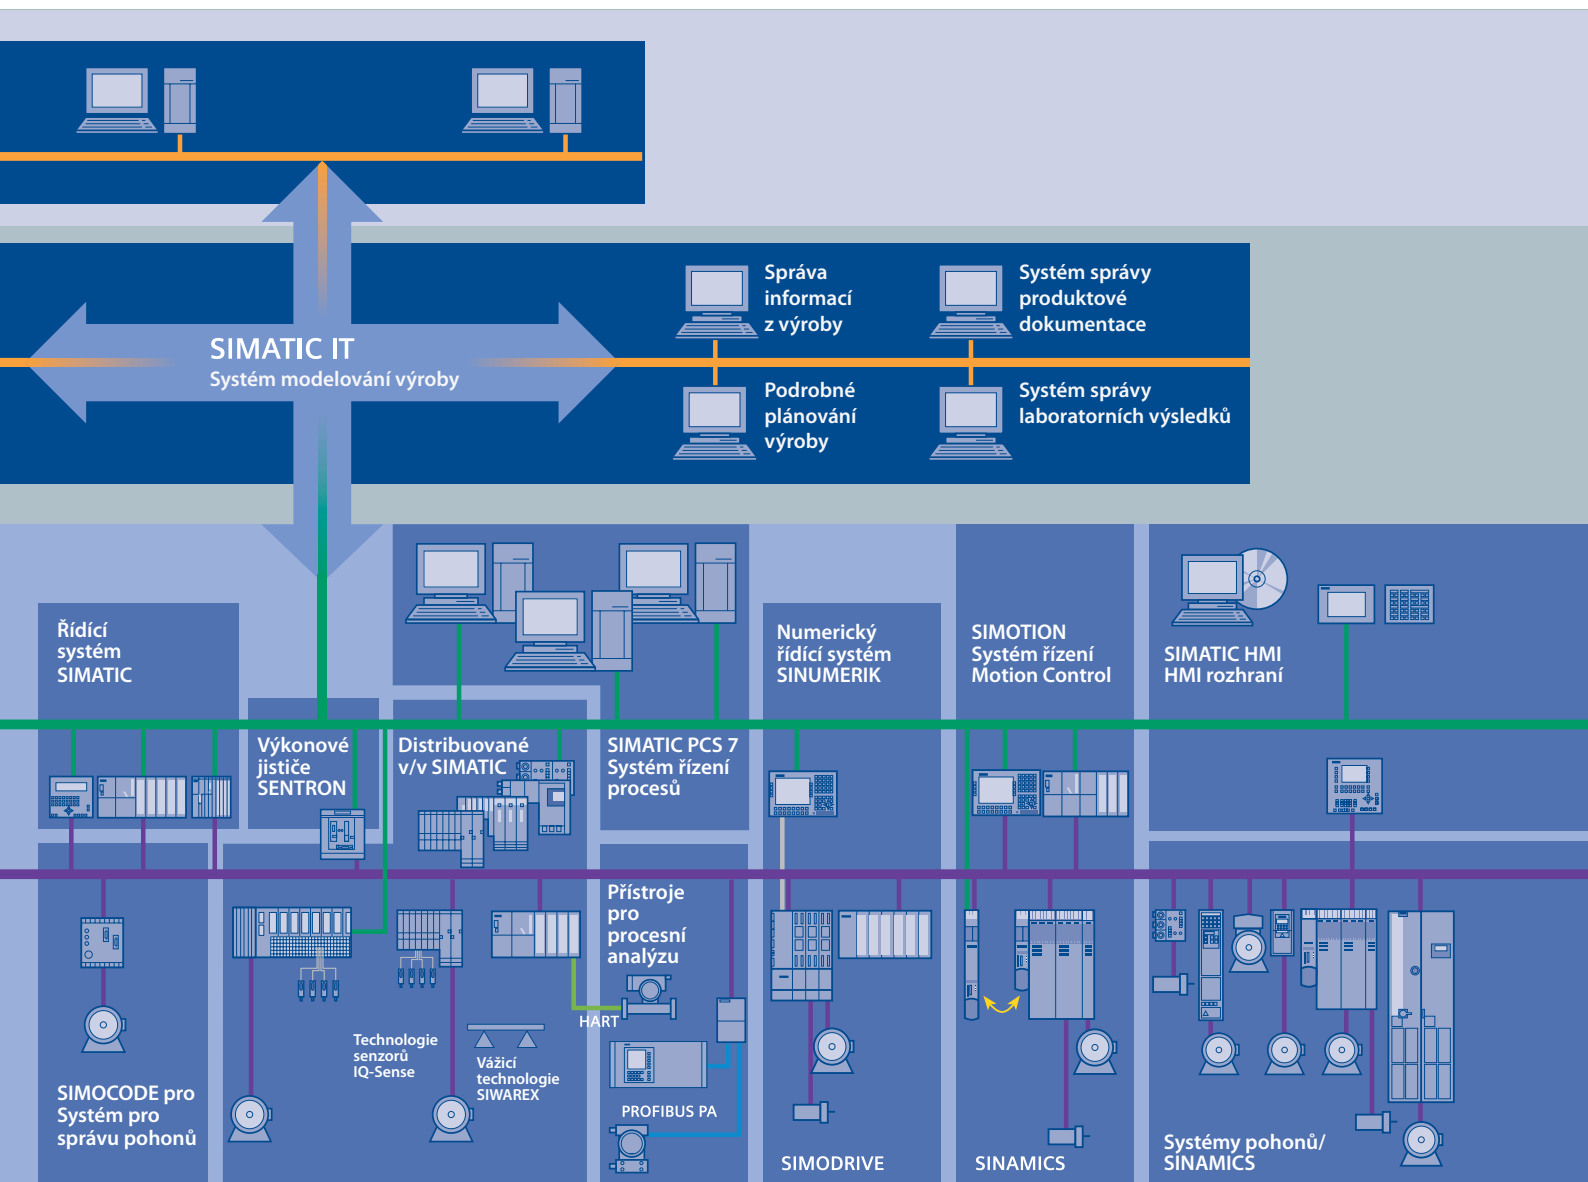 Správa
informací
z výroby
Systém správy
produktové
dokumentace
SIMATIC IT
Systém modelování výroby
Podrobné
plánování
výroby
Systém správy
laboratorních výsledků
Řídící
systém
SIMATIC
Numerický
řídící systém
SINUMERIK
SIMOTION
Systém řízení
Motion Control
SIMATIC HMI
HMI rozhraní
Výkonové
jističe
SENTRON
Distribuované
v/v SIMATIC
SIMATIC PCS 7
Systém řízení
procesů
Přístroje
pro
procesní
analýzu
HART
Technologie
senzorů
IQ-Sense
Vážicí
technologie
SIWAREX
PROFIBUS PA
SIMOCODE pro
Systém pro
správu pohonů
SIMODRIVE
SINAMICS
Systémy pohonů/
SINAMICS